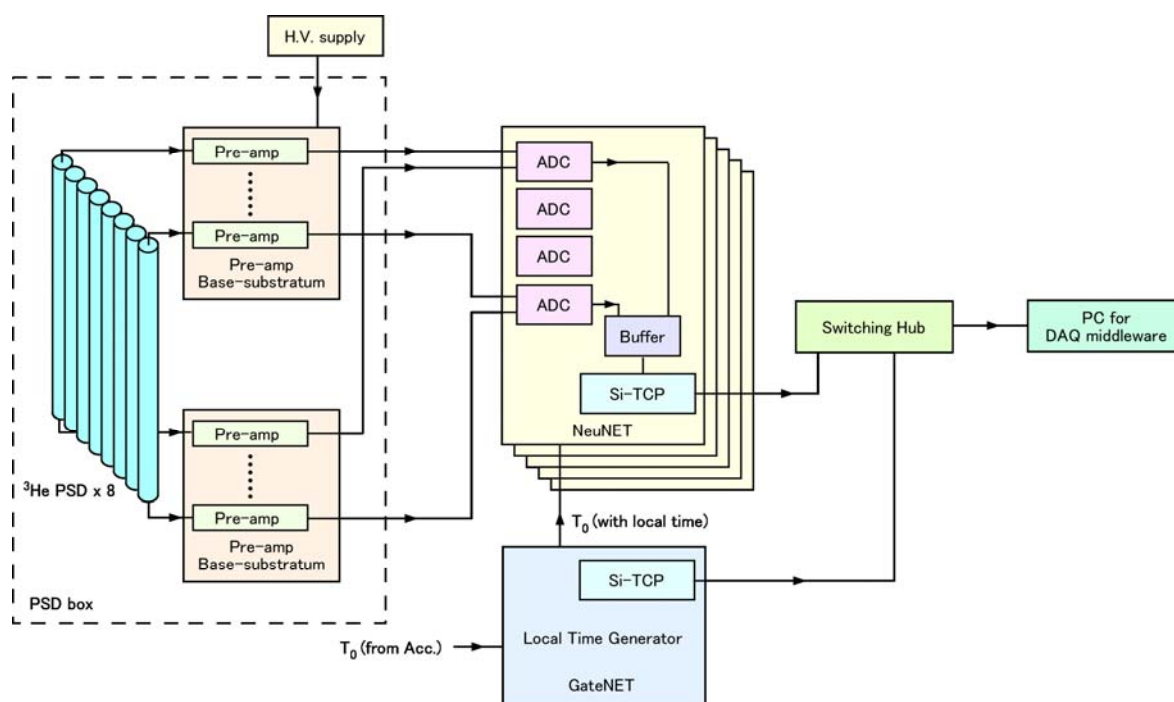 H.V. supply
Pre-amp
Pre-amp
Pre-amp
Base-substratum
³He PSD x 8
Pre-amp
Pre-amp
Pre-amp
Base-substratum
PSD box
ADC
ADC
ADC
ADC
Buffer
Si-TCP
NeuNET
T₀ (with local time)
Si-TCP
Local Time Generator
GateNET
T₀ (from Acc.)
Switching Hub
PC for
DAQ middleware